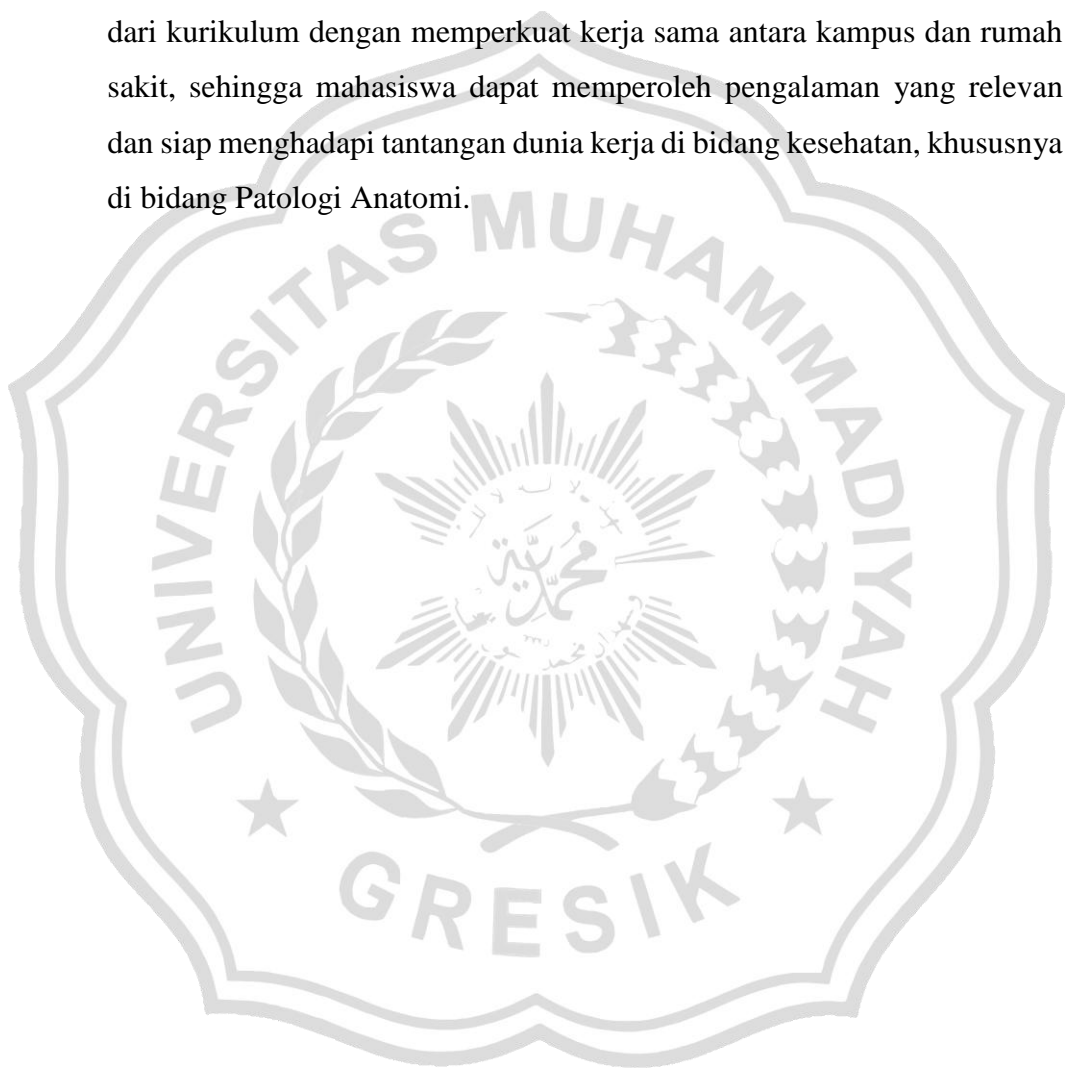 dari kurikulum dengan memperkuat kerja sama antara kampus dan rumah
sakit, sehingga mahasiswa dapat memperoleh pengalaman yang relevan
dan siap menghadapi tantangan dunia kerja di bidang kesehatan, khususnya
di bidang Patologi Anatomi.
UNIVERSITAS MUHAMMADIYAH
محمد
GRESIK